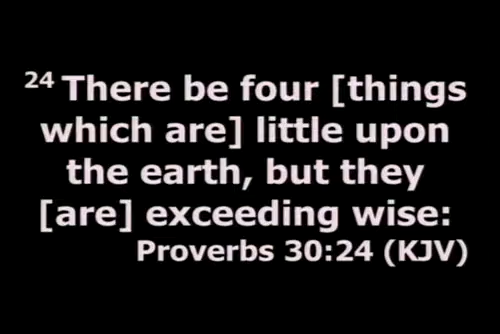 24 There be four [things
which are] little upon
the earth, but they
[are] exceeding wise:
Proverbs 30:24 (KJV)